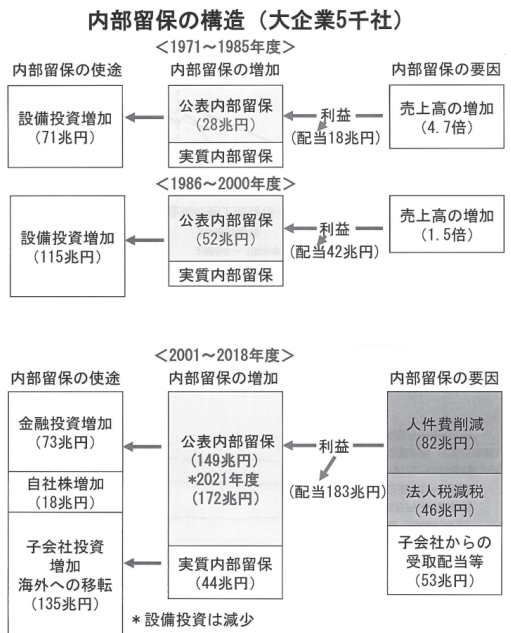 内部留保の構造（大企業5千社）
＜1971～1985年度＞
内部留保の使途
内部留保の増加
内部留保の要因
設備投資増加
（71兆円）
公表内部留保
（28兆円）
実質内部留保
利益
（配当18兆円）
売上高の増加
（4.7倍）
＜1986～2000年度＞
設備投資増加
（115兆円）
公表内部留保
（52兆円）
実質内部留保
利益
（配当42兆円）
売上高の増加
（1.5倍）
＜2001～2018年度＞
内部留保の使途
内部留保の増加
内部留保の要因
金融投資増加
（73兆円）
自社株増加
（18兆円）
子会社投資
増加
海外への移転
（135兆円）
公表内部留保
（149兆円）
*2021年度
（172兆円）
実質内部留保
（44兆円）
利益
（配当183兆円）
人件費削減
（82兆円）
法人税減税
（46兆円）
子会社からの
受取配当等
（53兆円）
＊設備投資は減少